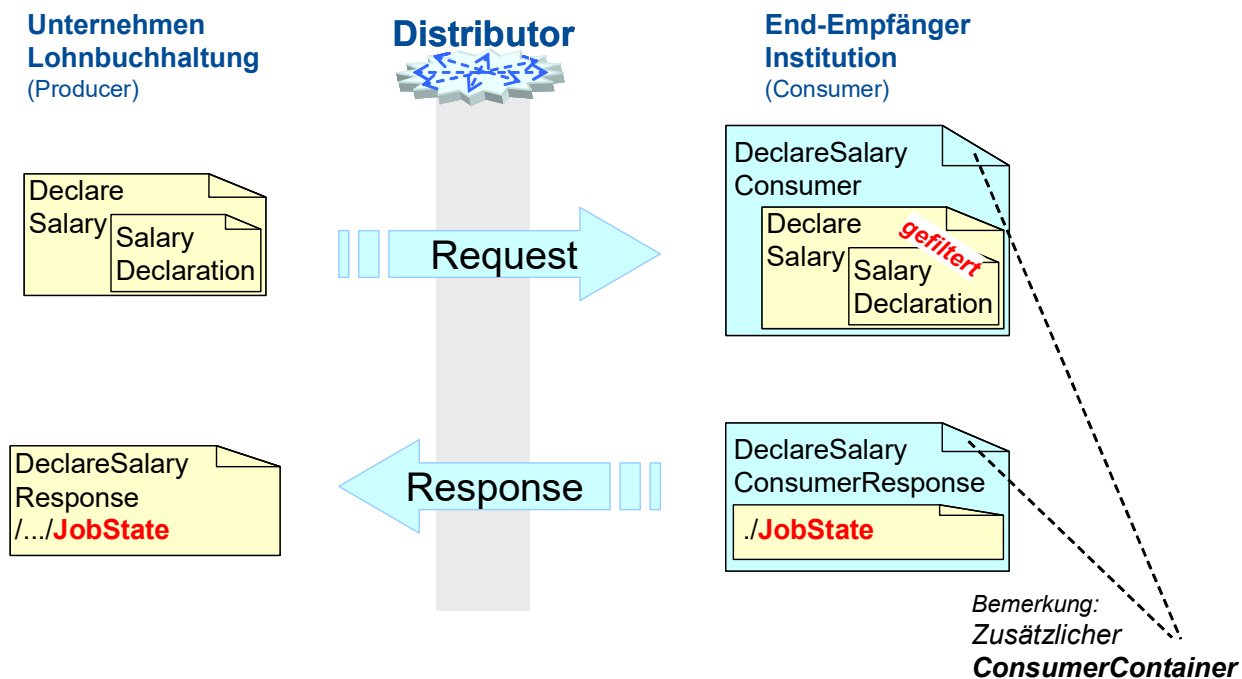 Unternehmen
Lohnbuchhaltung
(Producer)
Distributor
End-Empfänger
Institution
(Consumer)
Declare
Salary
Salary
Declaration
Request
DeclareSalary
Consumer
Declare
Salary
gefiltert
Salary
Declaration
DeclareSalary
Response
/.../JobState
Response
DeclareSalary
ConsumerResponse
./JobState
Bemerkung:
Zusätzlicher
ConsumerContainer